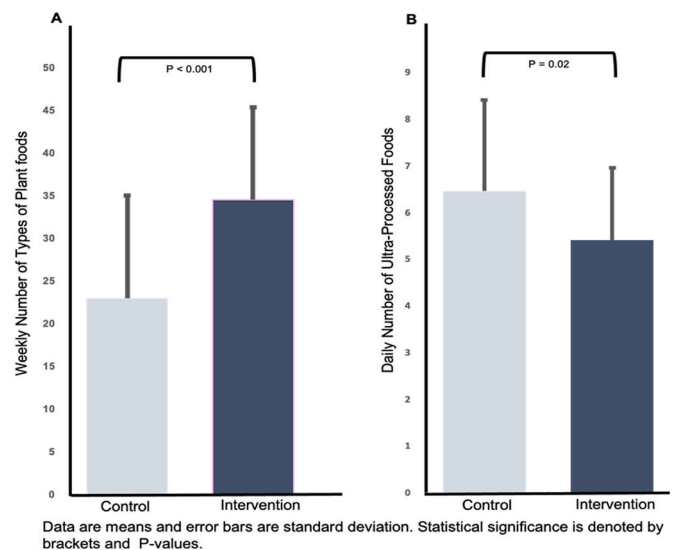 A
Weekly Number of Types of Plant foods
50
45
40
35
30
25
20
15
10
5
0
P < 0.001
Control
Intervention
B
Daily Number of Ultra-Processed Foods
9
8
7
6
5
4
3
2
1
0
P = 0.02
Control
Intervention
Data are means and error bars are standard deviation. Statistical significance is denoted by
brackets and P-values.